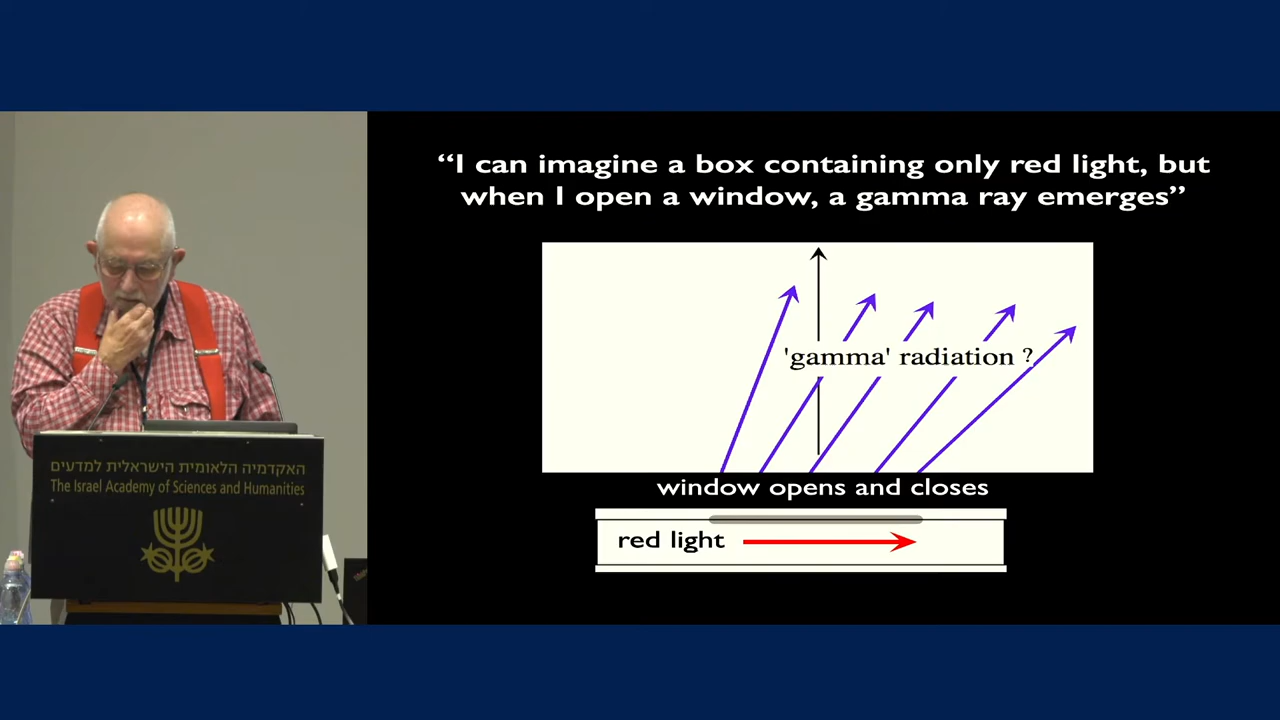 “I can imagine a box containing only red light, but
when I open a window, a gamma ray emerges”
'gamma' radiation ?
window opens and closes
red light
האקדמיה הלאומית הישראלית למדעים
The Israel Academy of Sciences and Humanities